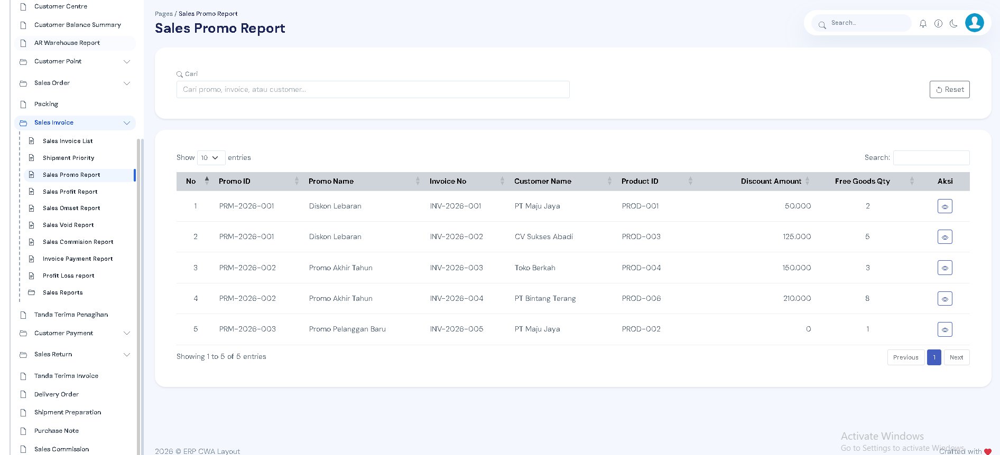 Customer Centre
Customer Balance Summary
AR Warehouse Report
Customer Point
Sales Order
Packing
Sales Invoice
Sales Invoice List
Shipment Priority
Sales Promo Report
Sales Profit Report
Sales Omset Report
Sales Void Report
Sales Commision Report
Invoice Payment Report
Profit Loss report
Sales Reports
Tanda Terima Penagihan
Customer Payment
Sales Return
Tanda Terima Invoice
Delivery Order
Shipment Preparation
Purchase Note
Sales Commission
Pages / Sales Promo Report
Sales Promo Report
Search...
Cari
Cari promo, invoice, atau customer...
Reset
Show 10 entries
Search:
No Promo ID Promo Name Invoice No Customer Name Product ID Discount Amount Free Goods Qty Aksi
1 PRM-2026-001 Diskon Lebaran INV-2026-001 PT Maju Jaya PROD-001 50.000 2
2 PRM-2026-001 Diskon Lebaran INV-2026-002 CV Sukses Abadi PROD-003 125.000 5
3 PRM-2026-002 Promo Akhir Tahun INV-2026-003 Toko Berkah PROD-004 150.000 3
4 PRM-2026-002 Promo Akhir Tahun INV-2026-004 PT Bintang Terang PROD-006 210.000 8
5 PRM-2026-003 Promo Pelanggan Baru INV-2026-005 PT Maju Jaya PROD-002 0 1
Showing 1 to 5 of 5 entries
Previous 1 Next
Activate Windows
Go to Settings to activate Windows.
2026 © ERP CWA Layout
Crafted with